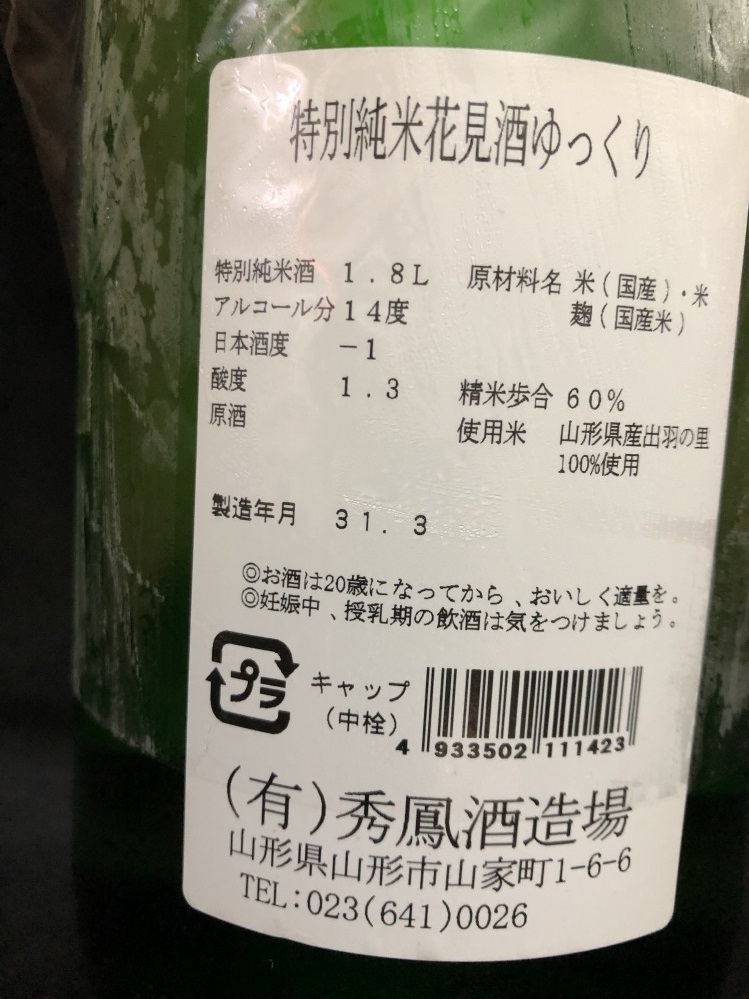 特別純米花見酒ゆっくり
特別純米酒 1.8L 原材料名 米(国産)・米
アルコール分 14度 麹(国産米)
日本酒度 -1
酸度 1.3 精米歩合 60%
原酒 使用米 山形県産出羽の里
100%使用
製造年月 31.3
◎お酒は20歳になってから、おいしく適量を。
◎妊娠中、授乳期の飲酒は気をつけましょう。
プラ キャップ
(中栓)
4 933502 111423
(有)秀鳳酒造場
山形県山形市山家町1-6-6
TEL:023(641)0026